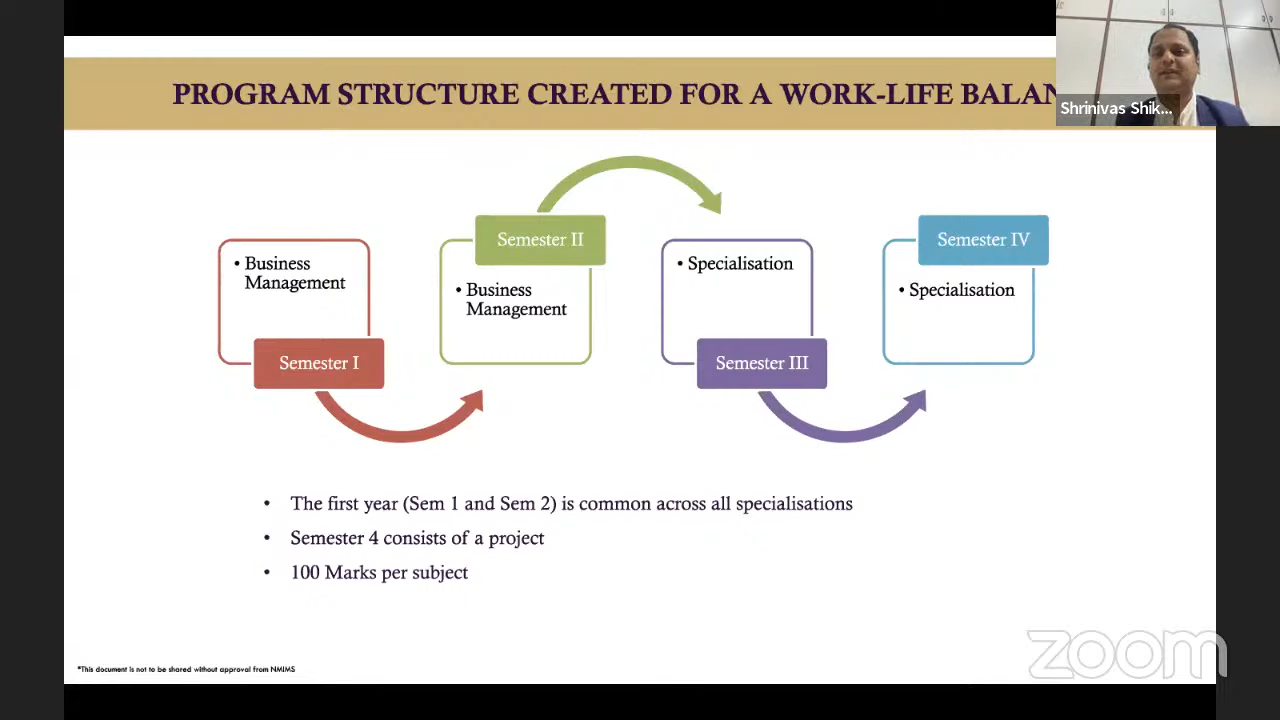 PROGRAM STRUCTURE CREATED FOR A WORK-LIFE BALAN
Shrinivas Shik...
• Business
Management
Semester I
Semester II
• Business
Management
• Specialisation
Semester III
Semester IV
• Specialisation
• The first year (Sem 1 and Sem 2) is common across all specialisations
• Semester 4 consists of a project
• 100 Marks per subject
*This document is not to be shared without approval from NMIMS
zoom